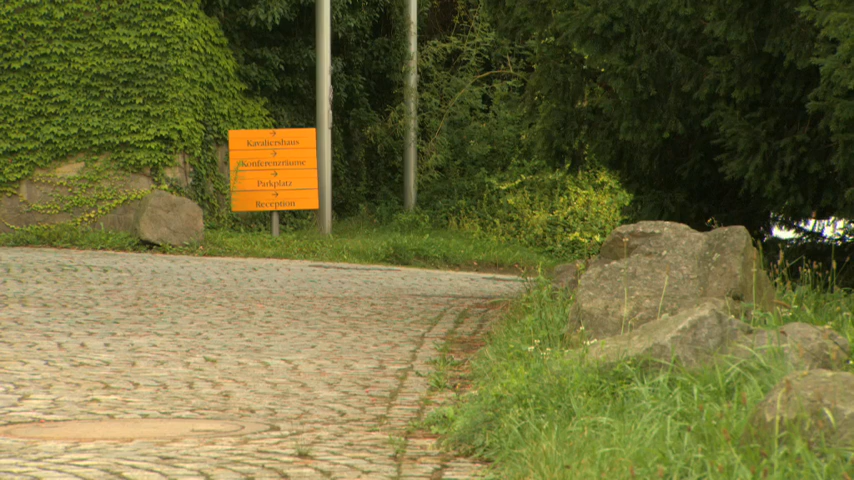 →
Kavaliershaus
→
Konferenzräume
→
Parkplatz
→
Reception